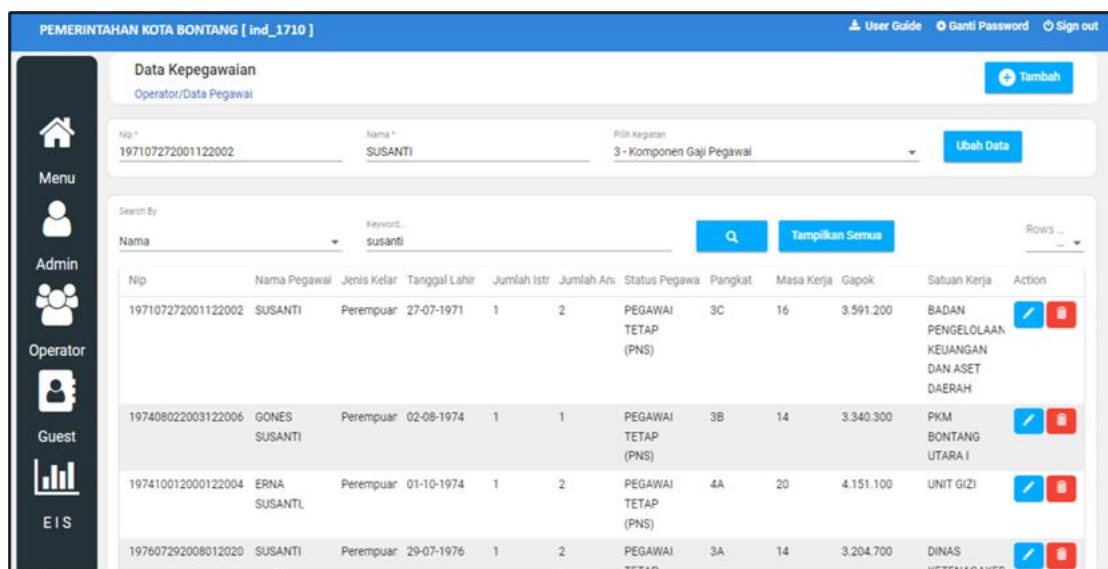 PEMERINTAHAN KOTA BONTANG [ ind_1710 ]
User Guide Ganti Password Sign out
Data Kepegawaian
Operator/Data Pegawai
Tambah
Menu
Admin
Operator
Guest
E I S
Nip *
Nama *
Pilih Kegiatan
197107272001122002
SUSANTI
3 - Komponen Gaji Pegawai
Ubah Data
Search By
Keyword...
Nama
susanti
Tampilkan Semua
Rows ...
...
Nip Nama Pegawai Jenis Kelar Tanggal Lahir Jumlah Istr Jumlah Ana Status Pegawa Pangkat Masa Kerja Gapok Satuan Kerja Action
197107272001122002 SUSANTI Perempuar 27-07-1971 1 2 PEGAWAI 3C 16 3.591.200 BADAN
TETAP PENGELOLAAN
(PNS) KEUANGAN
DAN ASET
DAERAH
197408022003122006 GONES Perempuar 02-08-1974 1 1 PEGAWAI 3B 14 3.340.300 PKM
SUSANTI TETAP BONTANG
(PNS) UTARA I
197410012000122004 ERNA Perempuar 01-10-1974 1 2 PEGAWAI 4A 20 4.151.100 UNIT GIZI
SUSANTI, TETAP
(PNS)
197607292008012020 SUSANTI Perempuar 29-07-1976 1 2 PEGAWAI 3A 14 3.204.700 DINAS